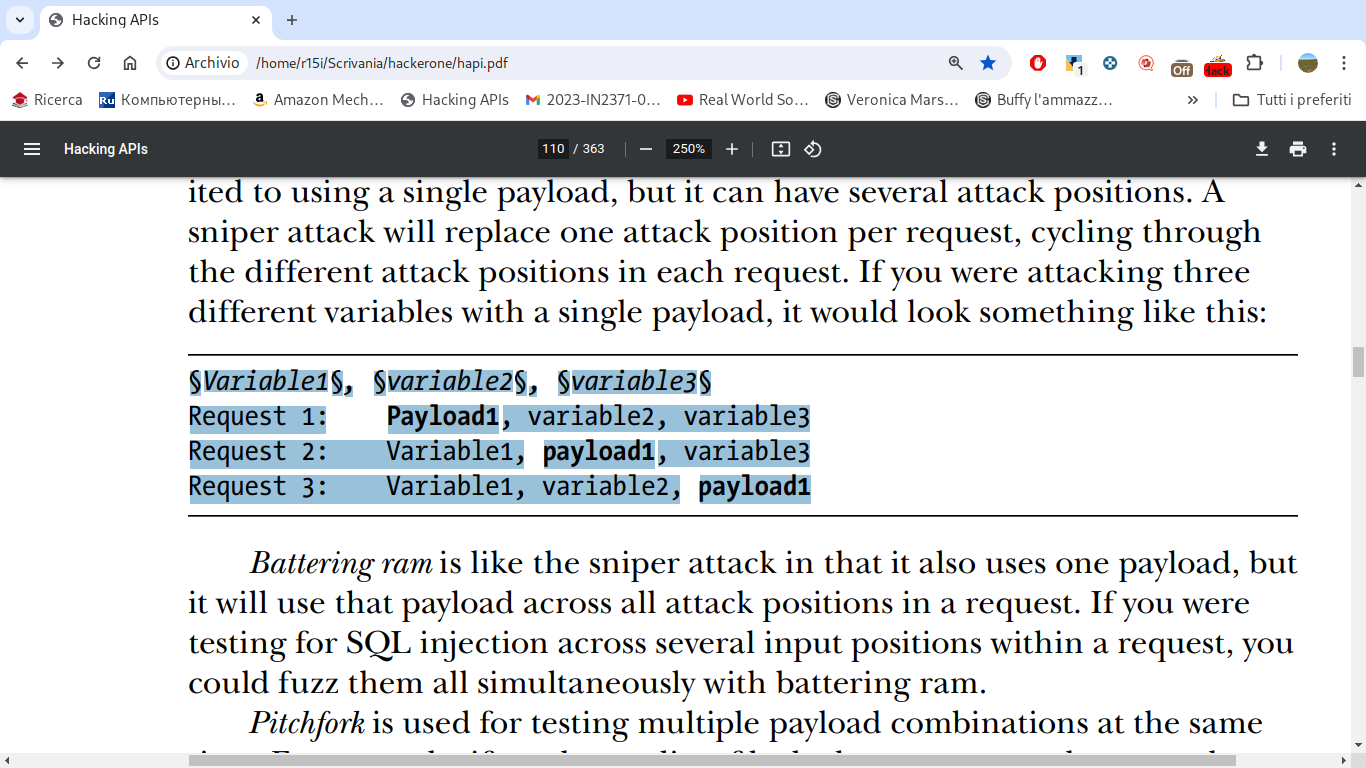 Hacking APIs
Archivio /home/r15i/Scrivania/hackerone/hapi.pdf
1 Off Hack
Ricerca Ru Компьютерны... Amazon Mech... Hacking APIs 2023-IN2371-0... Real World So... Veronica Mars... Buffy l'ammazz... » Tutti i preferiti
Hacking APIs 110 / 363 250%
ited to using a single payload, but it can have several attack positions. A
sniper attack will replace one attack position per request, cycling through
the different attack positions in each request. If you were attacking three
different variables with a single payload, it would look something like this:
§Variable1§, §variable2§, §variable3§
Request 1: Payload1, variable2, variable3
Request 2: Variable1, payload1, variable3
Request 3: Variable1, variable2, payload1
Battering ram is like the sniper attack in that it also uses one payload, but
it will use that payload across all attack positions in a request. If you were
testing for SQL injection across several input positions within a request, you
could fuzz them all simultaneously with battering ram.
Pitchfork is used for testing multiple payload combinations at the same